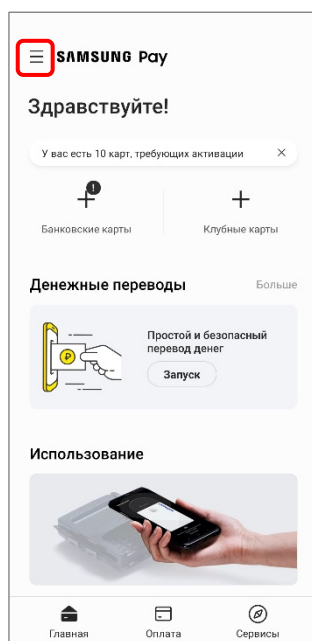 SAMSUNG Pay
Здравствуйте!
У вас есть 10 карт, требующих активации
Банковские карты
Клубные карты
Денежные переводы
Больше
Простой и безопасный
перевод денег
Запуск
Использование
Главная
Оплата
Сервисы